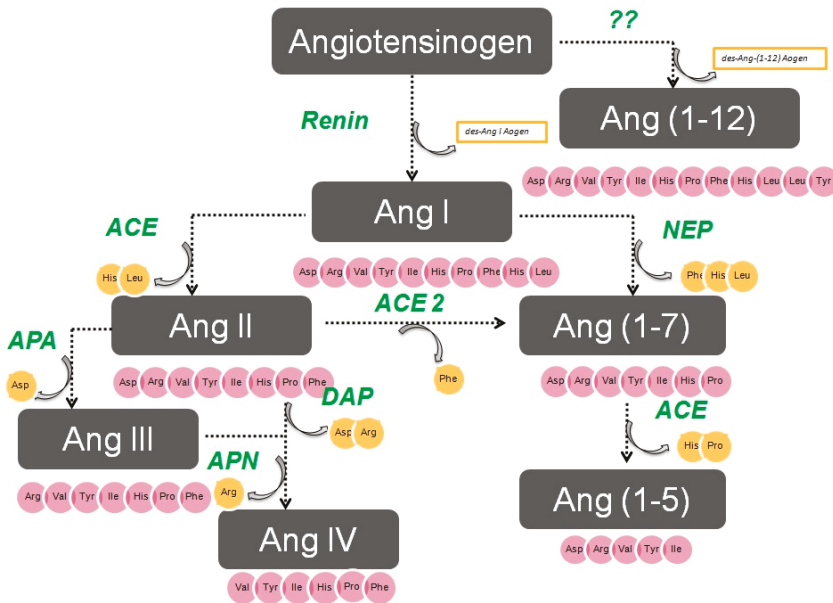 ??
Angiotensinogen
des-Ang-(1-12) Aogen
Renin
des-Ang I Aogen
Ang (1-12)
Asp Arg Val Tyr Ile His Pro Phe His Leu Leu Tyr
Ang I
ACE
NEP
His Leu
Asp Arg Val Tyr Ile His Pro Phe His Leu
Phe His Leu
ACE 2
Ang II
Ang (1-7)
APA
Asp
Phe
Asp Arg Val Tyr Ile His Pro Phe
Asp Arg Val Tyr Ile His Pro
DAP
ACE
Ang III
Asp Arg
His Pro
APN
Arg Val Tyr Ile His Pro Phe
Arg
Ang (1-5)
Ang IV
Asp Arg Val Tyr Ile
Val Tyr Ile His Pro Phe